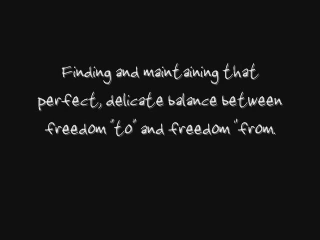 Finding and maintaining that
perfect, delicate balance between
freedom "to" and freedom "from.